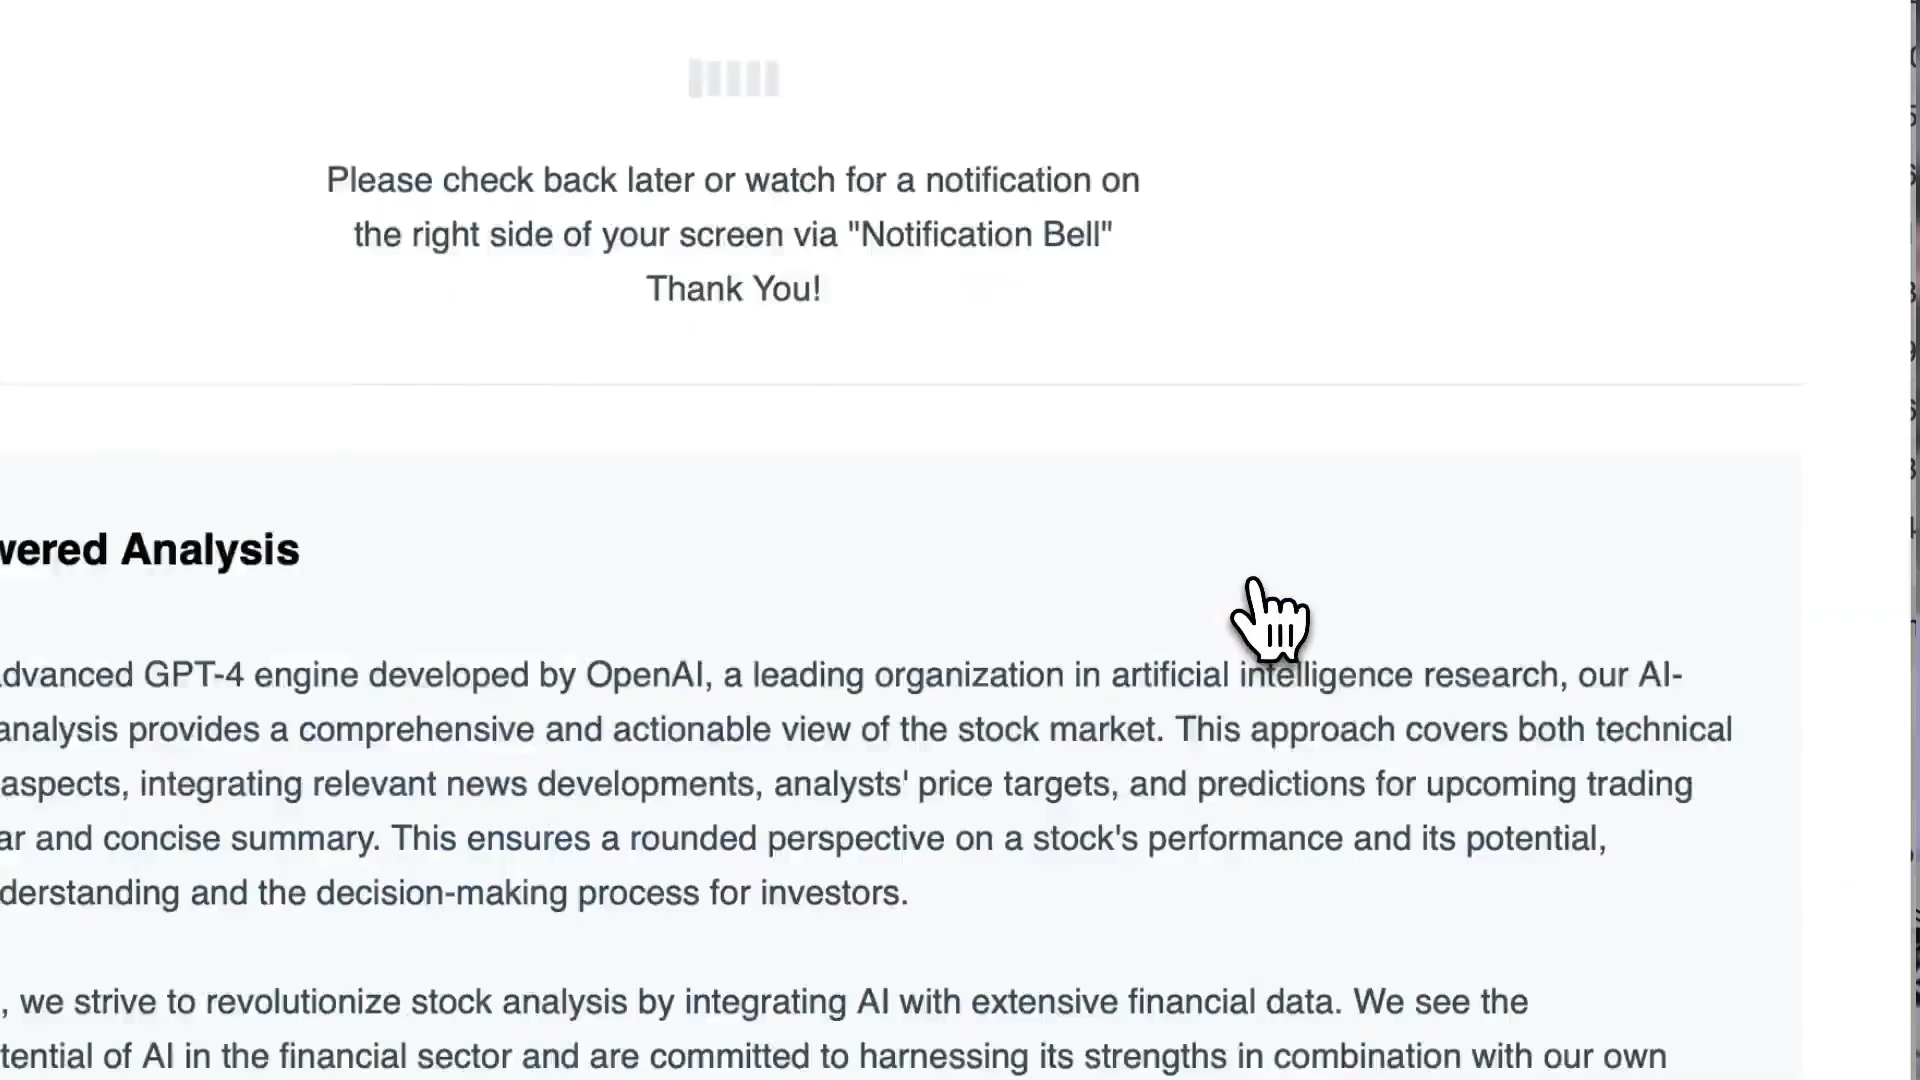 Please check back later or watch for a notification on
the right side of your screen via "Notification Bell"
Thank You!
Analysis
GPT-4 engine developed by OpenAI, a leading organization in artificial intelligence research, our AI-
analysis provides a comprehensive and actionable view of the stock market. This approach covers both technical
aspects, integrating relevant news developments, analysts' price targets, and predictions for upcoming trading
and concise summary. This ensures a rounded perspective on a stock's performance and its potential,
and the decision-making process for investors.
, we strive to revolutionize stock analysis by integrating AI with extensive financial data. We see the
of AI in the financial sector and are committed to harnessing its strengths in combination with our own